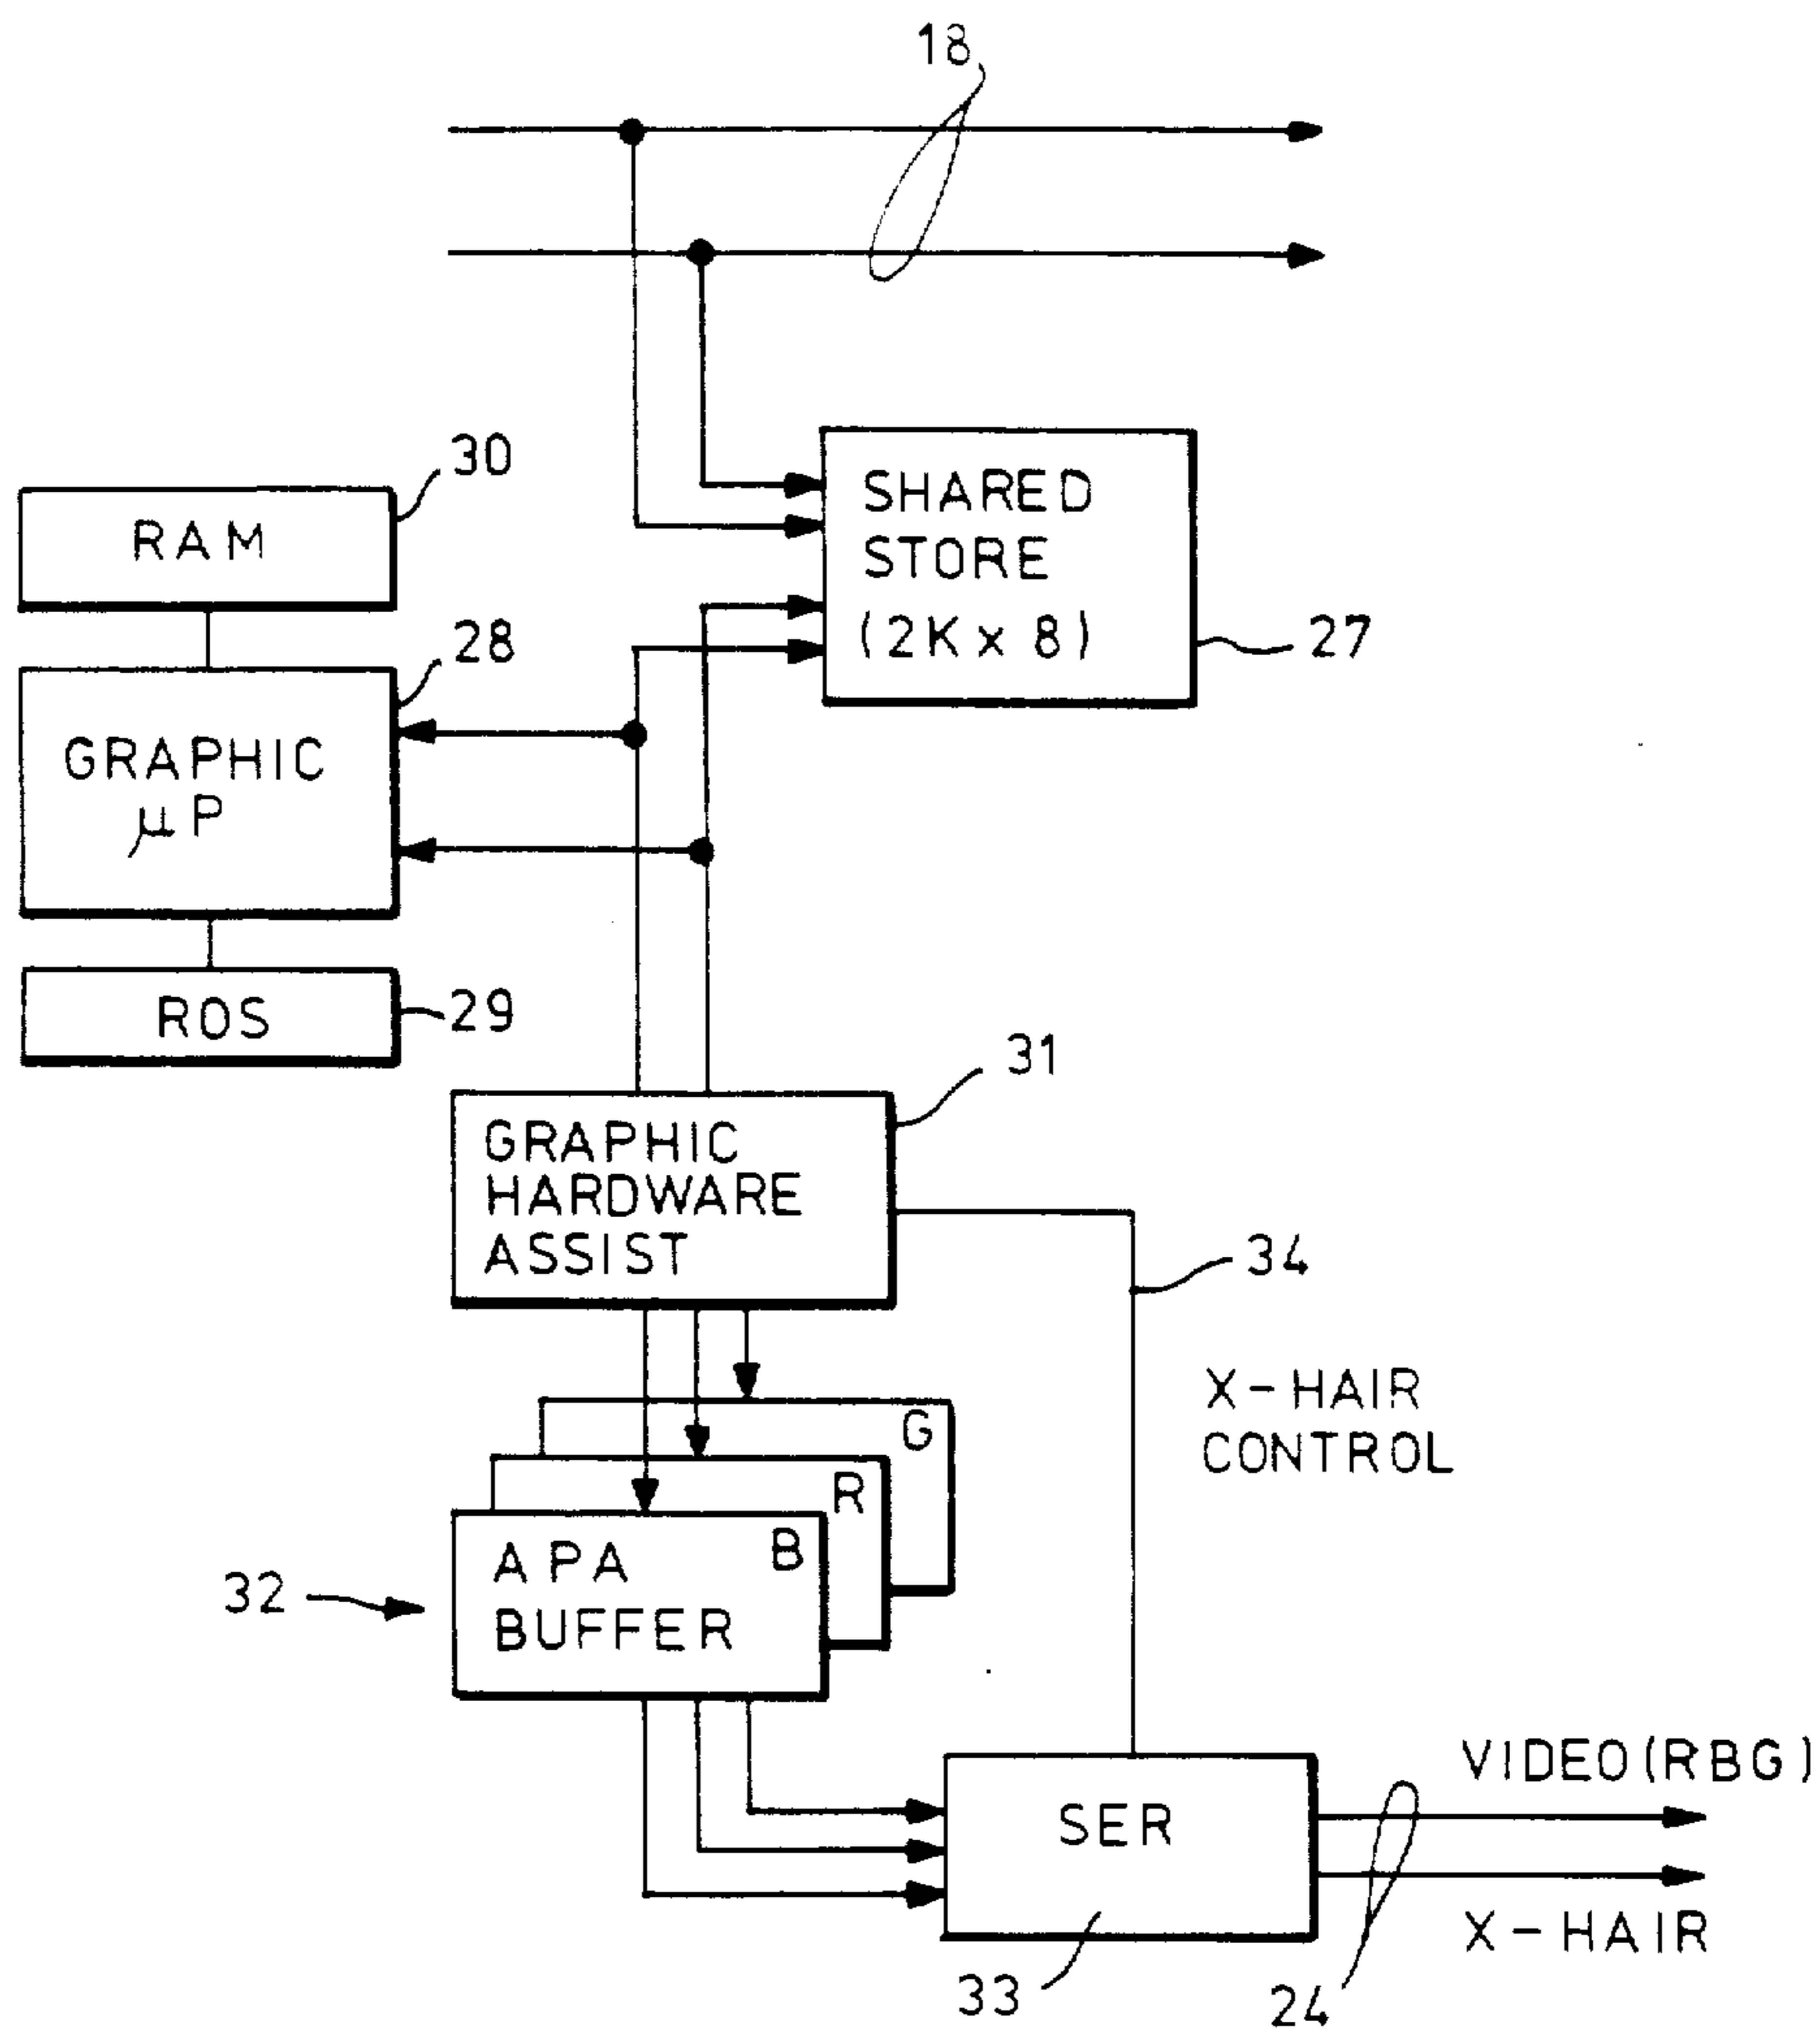 18
30
RAM
SHARED
STORE
(2K x 8)
27
28
GRAPHIC
µP
ROS
29
31
GRAPHIC
HARDWARE
ASSIST
34
X-HAIR
CONTROL
G
R
B
APA
BUFFER
32
VIDEO(RBG)
SER
X-HAIR
33
24